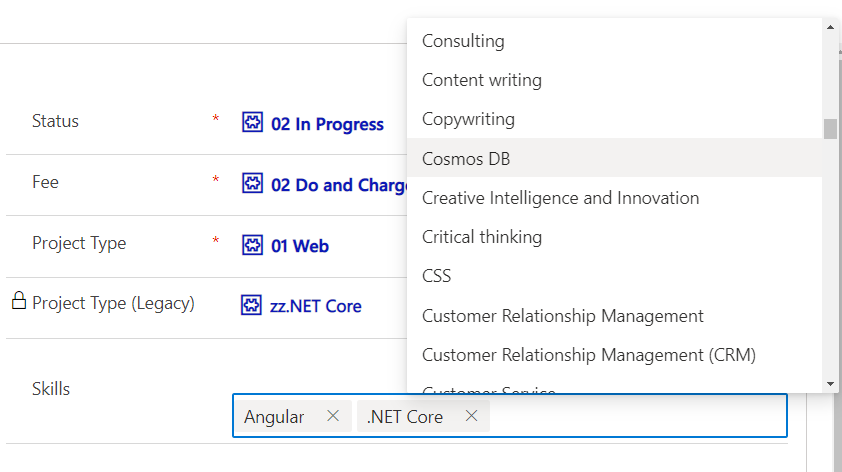 Consulting
Content writing
Copywriting
Cosmos DB
Creative Intelligence and Innovation
Critical thinking
CSS
Customer Relationship Management
Customer Relationship Management (CRM)
Customer Service
Status * 02 In Progress
Fee * 02 Do and Charge
Project Type * 01 Web
Project Type (Legacy) zz.NET Core
Skills
Angular .NET Core